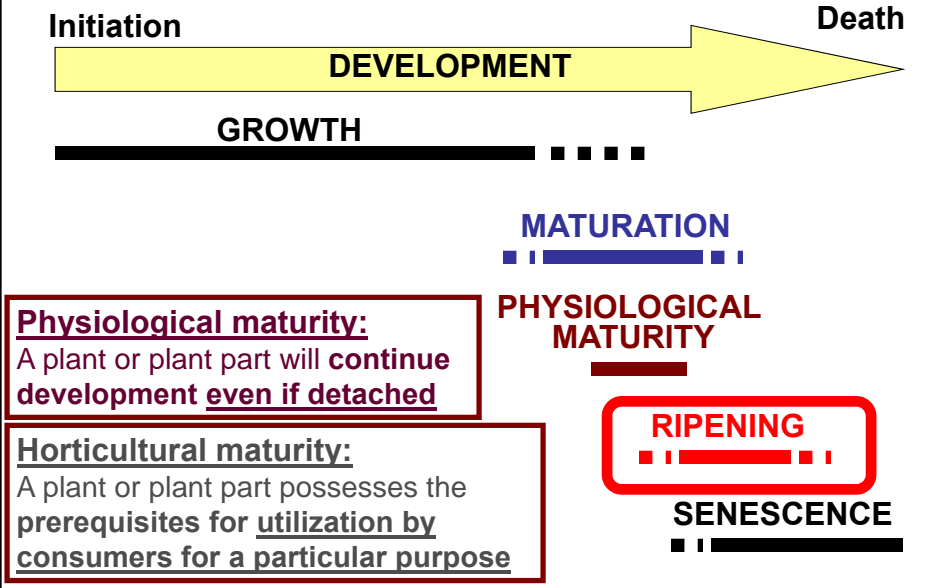 Initiation
Death
DEVELOPMENT
GROWTH
MATURATION
PHYSIOLOGICAL
MATURITY
Physiological maturity:
A plant or plant part will continue
development even if detached
RIPENING
Horticultural maturity:
A plant or plant part possesses the
prerequisites for utilization by
consumers for a particular purpose
SENESCENCE